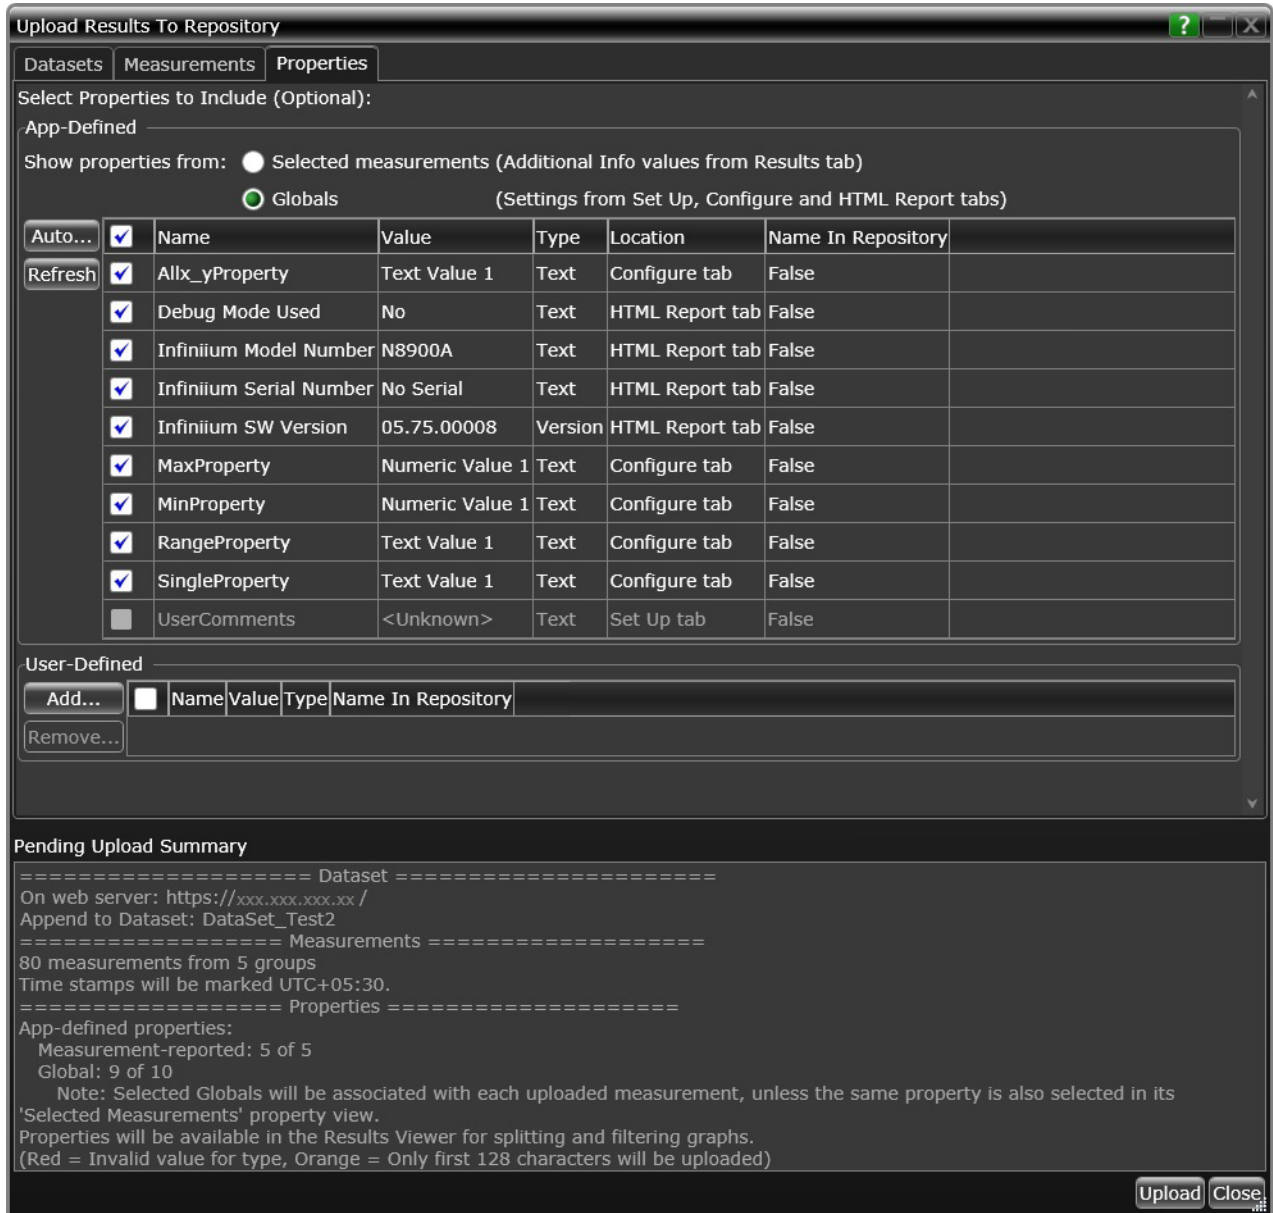 Upload Results To Repository
? X
Datasets Measurements Properties
Select Properties to Include (Optional):
App-Defined
Show properties from: Selected measurements (Additional Info values from Results tab)
Globals (Settings from Set Up, Configure and HTML Report tabs)
Auto... Name Value Type Location Name In Repository
Refresh Allx_yProperty Text Value 1 Text Configure tab False
Debug Mode Used No Text HTML Report tab False
Infiniium Model Number N8900A Text HTML Report tab False
Infiniium Serial Number No Serial Text HTML Report tab False
Infiniium SW Version 05.75.00008 Version HTML Report tab False
MaxProperty Numeric Value 1 Text Configure tab False
MinProperty Numeric Value 1 Text Configure tab False
RangeProperty Text Value 1 Text Configure tab False
SingleProperty Text Value 1 Text Configure tab False
UserComments <Unknown> Text Set Up tab False
User-Defined
Add... Name Value Type Name In Repository
Remove...
Pending Upload Summary
==================== Dataset ======================
On web server: https://xxx.xxx.xxx.xx /
Append to Dataset: DataSet_Test2
================== Measurements ===================
80 measurements from 5 groups
Time stamps will be marked UTC+05:30.
================== Properties ====================
App-defined properties:
Measurement-reported: 5 of 5
Global: 9 of 10
Note: Selected Globals will be associated with each uploaded measurement, unless the same property is also selected in its
'Selected Measurements' property view.
Properties will be available in the Results Viewer for splitting and filtering graphs.
(Red = Invalid value for type, Orange = Only first 128 characters will be uploaded)
Upload Close